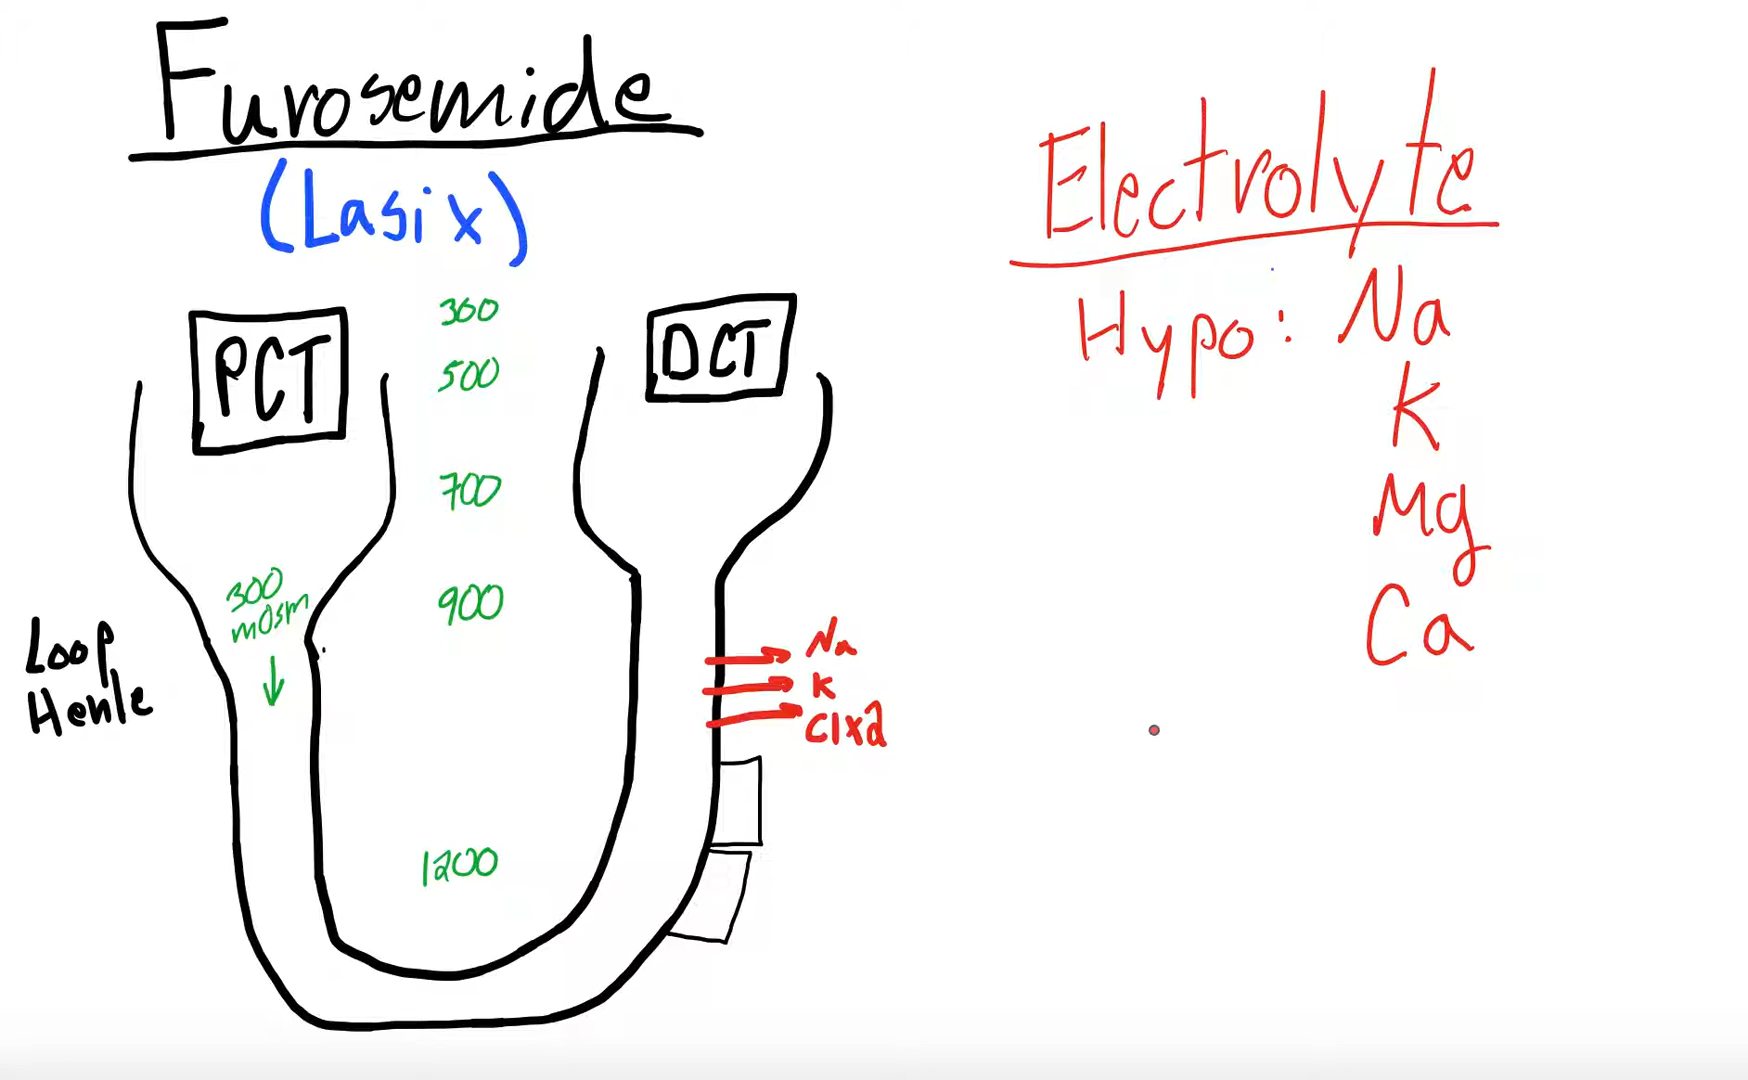 Furosemide
(Lasix)
PCT
300
500
700
900
1200
DCT
300
mOsm
Loop
Henle
Na
K
Clx2
Electrolyte
Hypo: Na
K
Mg
Ca